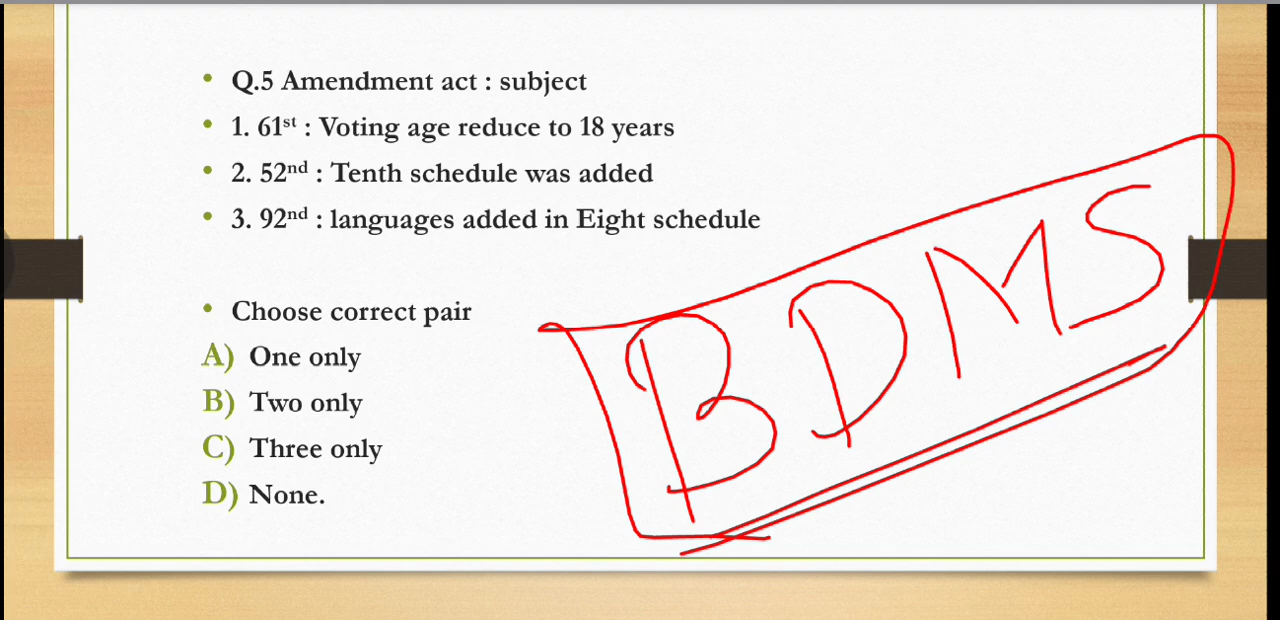 Q.5 Amendment act : subject
1. 61st : Voting age reduce to 18 years
2. 52nd : Tenth schedule was added
3. 92nd : languages added in Eight schedule
Choose correct pair
A) One only
B) Two only
C) Three only
D) None.
BDMS